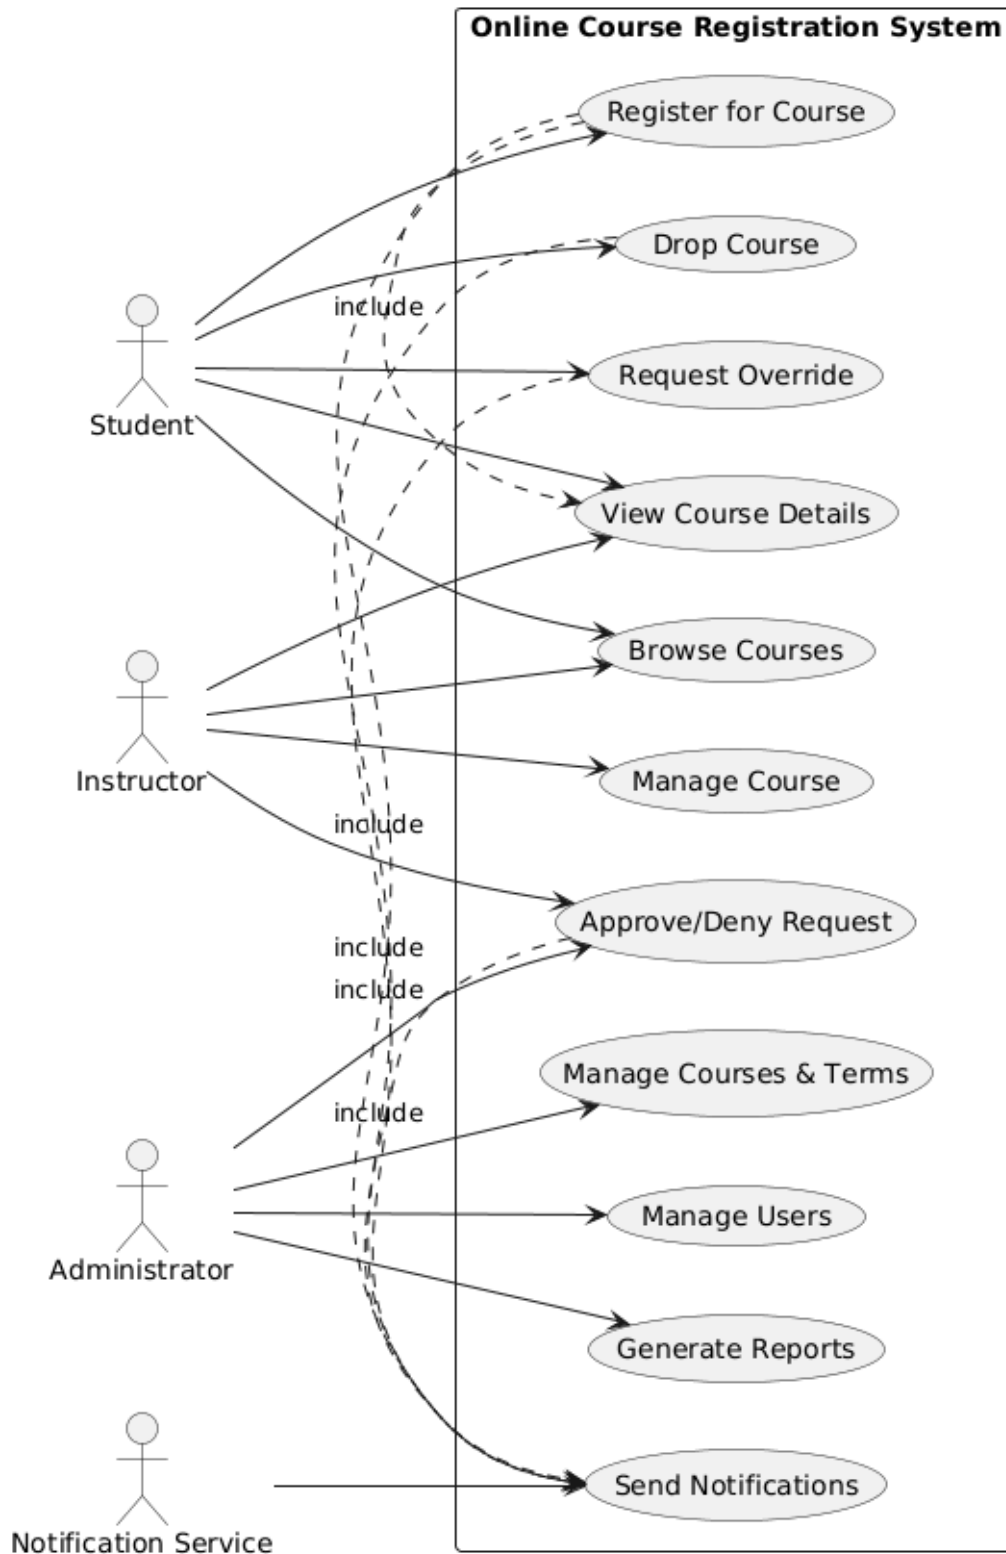 Online Course Registration System
Register for Course
Drop Course
include
Request Override
Student
View Course Details
Browse Courses
Instructor
Manage Course
include
Approve/Deny Request
include
include
Manage Courses & Terms
include
Manage Users
Administrator
Generate Reports
Send Notifications
Notification Service